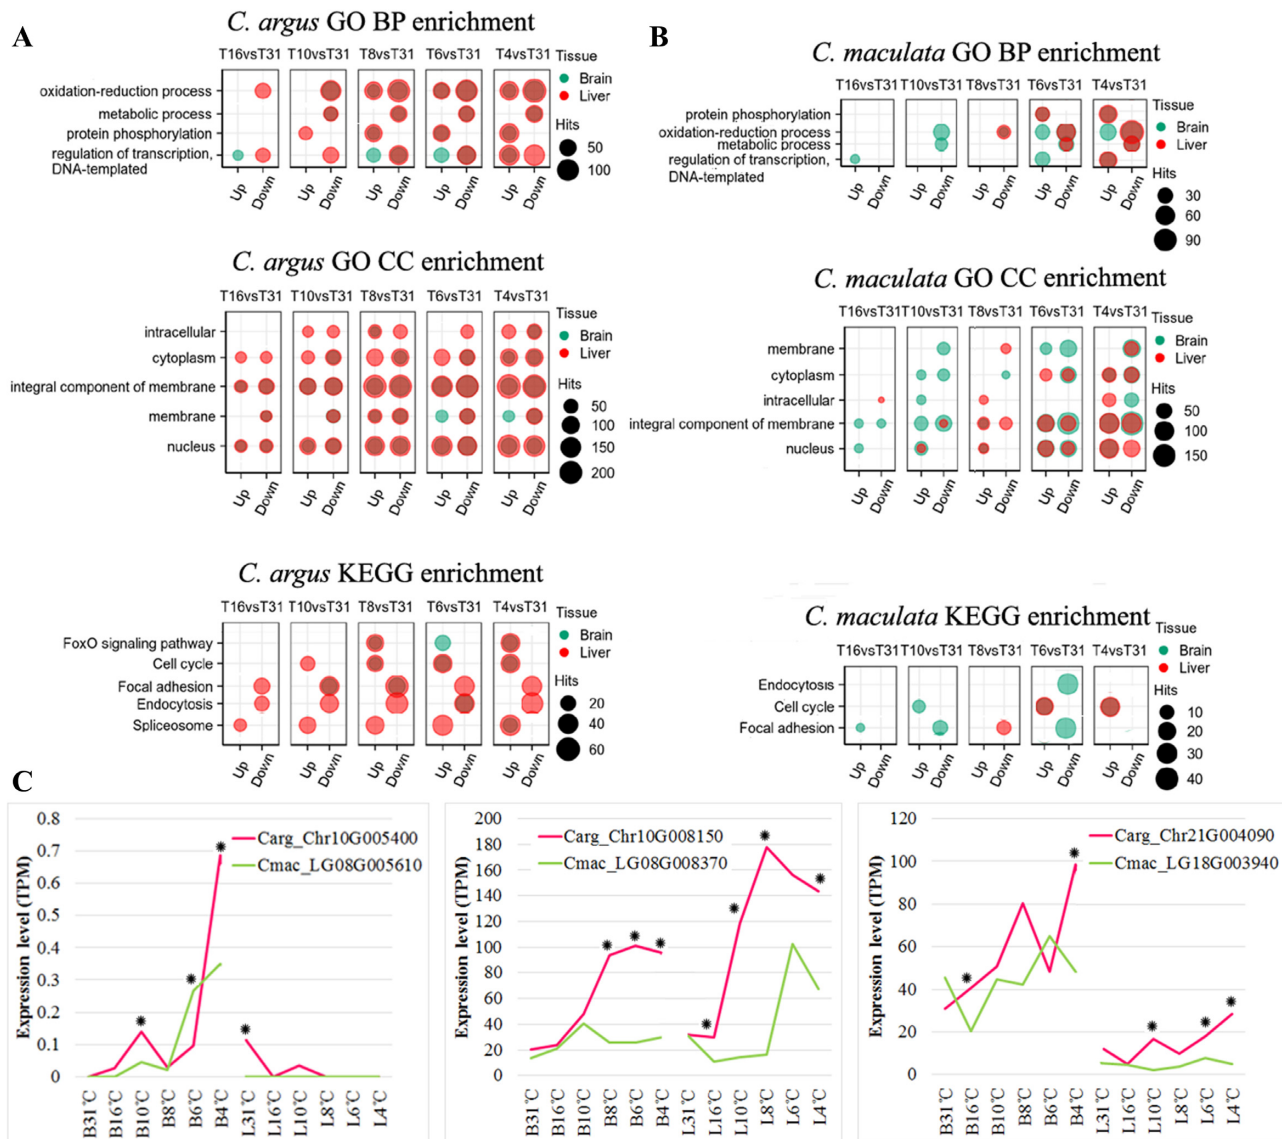 A
C. argus GO BP enrichment
T16vsT31 T10vsT31 T8vsT31 T6vsT31 T4vsT31
oxidation-reduction process
metabolic process
protein phosphorylation
regulation of transcription,
DNA-templated
Up Down Up Down Up Down Up Down Up Down
Tissue
Brain
Liver
Hits
50
100
C. argus GO CC enrichment
T16vsT31 T10vsT31 T8vsT31 T6vsT31 T4vsT31
intracellular
cytoplasm
integral component of membrane
membrane
nucleus
Up Down Up Down Up Down Up Down Up Down
Tissue
Brain
Liver
Hits
50
100
150
200
C. argus KEGG enrichment
T16vsT31 T10vsT31 T8vsT31 T6vsT31 T4vsT31
FoxO signaling pathway
Cell cycle
Focal adhesion
Endocytosis
Spliceosome
Up Down Up Down Up Down Up Down Up Down
Tissue
Brain
Liver
Hits
20
40
60
B
C. maculata GO BP enrichment
T16vsT31 T10vsT31 T8vsT31 T6vsT31 T4vsT31
protein phosphorylation
oxidation-reduction process
metabolic process
regulation of transcription,
DNA-templated
Up Down Up Down Up Down Up Down Up Down
Tissue
Brain
Liver
Hits
30
60
90
C. maculata GO CC enrichment
T16vsT31 T10vsT31 T8vsT31 T6vsT31 T4vsT31
membrane
cytoplasm
intracellular
integral component of membrane
nucleus
Up Down Up Down Up Down Up Down Up Down
Tissue
Brain
Liver
Hits
50
100
150
C. maculata KEGG enrichment
T16vsT31 T10vsT31 T8vsT31 T6vsT31 T4vsT31
Endocytosis
Cell cycle
Focal adhesion
Up Down Up Down Up Down Up Down Up Down
Tissue
Brain
Liver
Hits
10
20
30
40
C
Expression level (TPM)
0.8
0.7
0.6
0.5
0.4
0.3
0.2
0.1
0
Carg_Chr10G005400
Cmac_LG08G005610
B31℃ B16℃ B10℃ B8℃ B6℃ B4℃ L31℃ L16℃ L10℃ L8℃ L6℃ L4℃
Expression level (TPM)
200
180
160
140
120
100
80
60
40
20
0
Carg_Chr10G008150
Cmac_LG08G008370
B31℃ B16℃ B10℃ B8℃ B6℃ B4℃ L31℃ L16℃ L10℃ L8℃ L6℃ L4℃
Expression level (TPM)
120
100
80
60
40
20
0
Carg_Chr21G004090
Cmac_LG18G003940
B31℃ B16℃ B10℃ B8℃ B6℃ B4℃ L31℃ L16℃ L10℃ L8℃ L6℃ L4℃